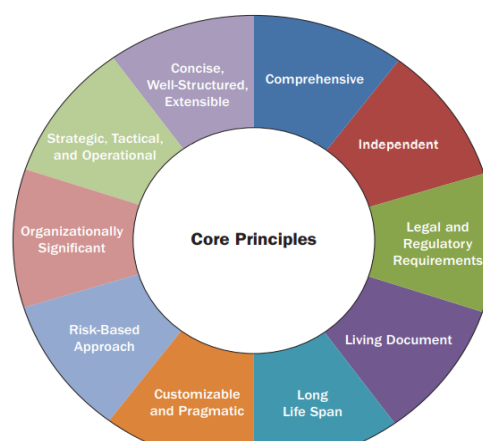 Concise,
Well-Structured,
Extensible
Comprehensive
Independent
Legal and
Regulatory
Requirements
Living Document
Long
Life Span
Customizable
and Pragmatic
Risk-Based
Approach
Organizationally
Significant
Strategic, Tactical,
and Operational
Core Principles